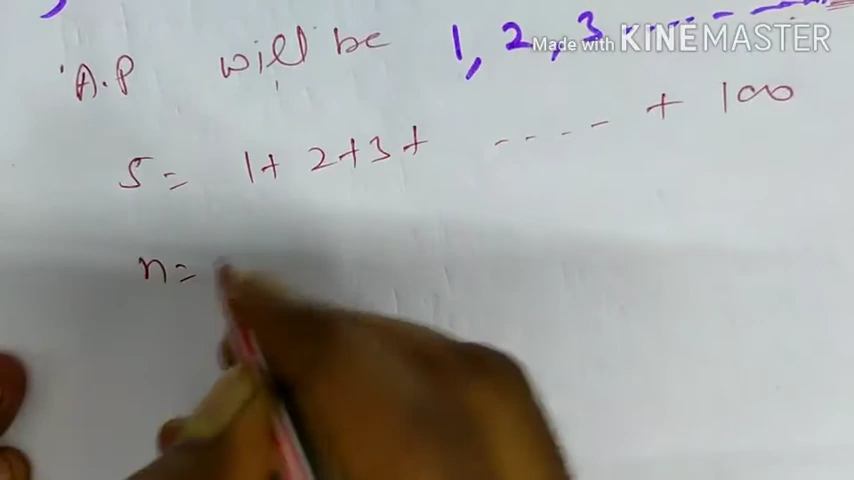 A.P will be 1, 2, 3 ------
Made with KINEMASTER
S = 1+ 2+3+ ----- + 100
n=